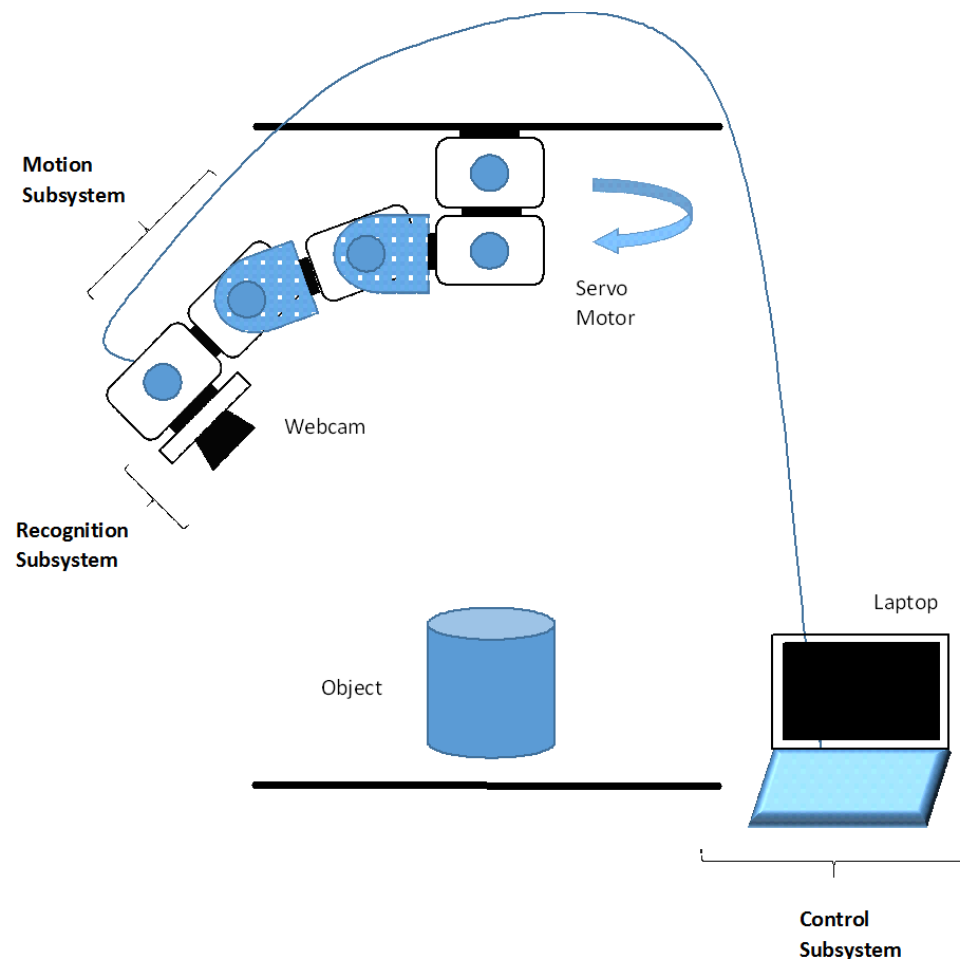 Motion
Subsystem
Servo
Motor
Webcam
Recognition
Subsystem
Laptop
Object
Control
Subsystem